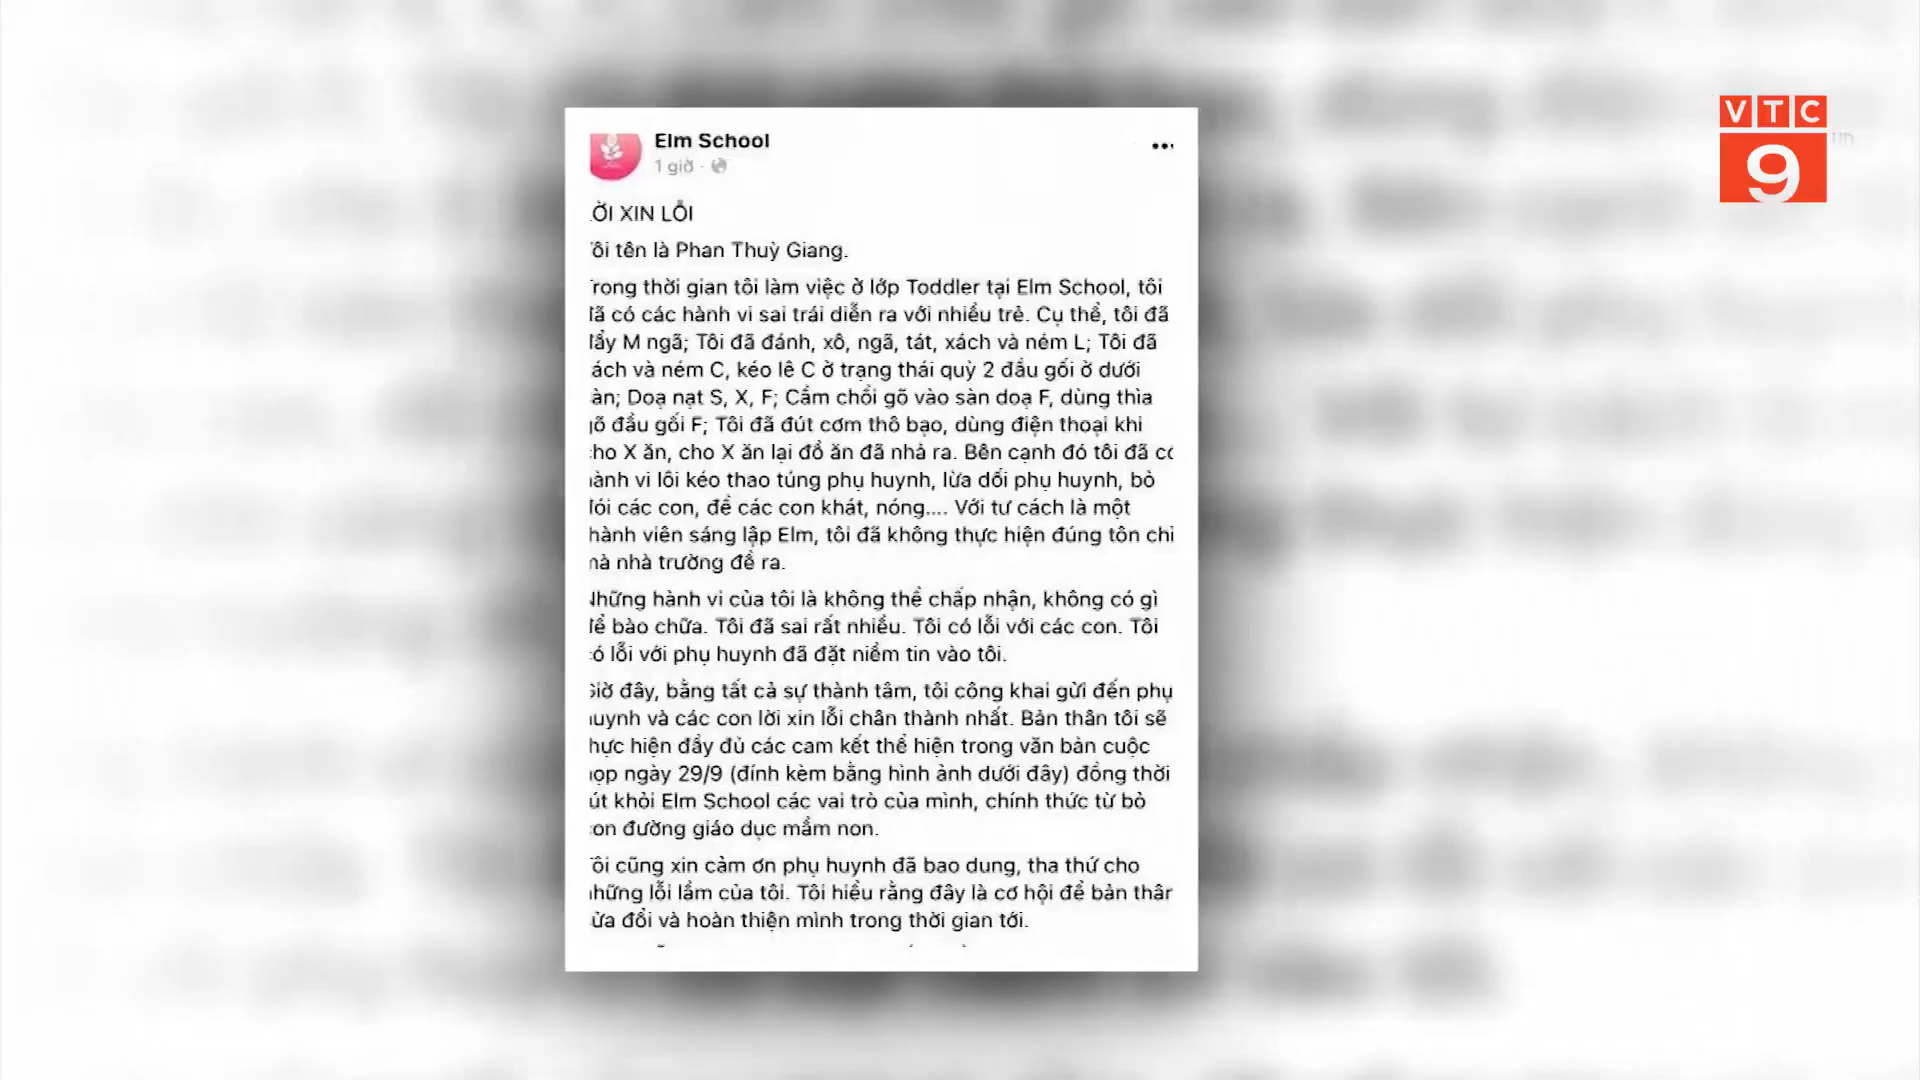 Elm School
1 giờ
ỜI XIN LỖI
ôi tên là Phan Thuỳ Giang.
rong thời gian tôi làm việc ở lớp Toddler tại Elm School, tôi
ã có các hành vi sai trái diễn ra với nhiều trẻ. Cụ thể, tôi đã
ẩy M ngã; Tôi đã đánh, xô, ngã, tát, xách và ném L; Tôi đã
ách và ném C, kéo lê C ở trạng thái quỳ 2 đầu gối ở dưới
àn; Doạ nạt S, X, F; Cầm chổi gõ vào sàn doạ F, dùng thìa
õ đầu gối F; Tôi đã đút cơm thô bạo, dùng điện thoại khi
ho X ăn, cho X ăn lại đồ ăn đã nhả ra. Bên cạnh đó tôi đã có
ành vi lôi kéo thao túng phụ huynh, lừa dối phụ huynh, bỏ
ói các con, để các con khát, nóng.... Với tư cách là một
hành viên sáng lập Elm, tôi đã không thực hiện đúng tôn chỉ
à nhà trường đề ra.
hững hành vi của tôi là không thể chấp nhận, không có gì
ể bào chữa. Tôi đã sai rất nhiều. Tôi có lỗi với các con. Tôi
ó lỗi với phụ huynh đã đặt niềm tin vào tôi.
iờ đây, bằng tất cả sự thành tâm, tôi công khai gửi đến phụ
uynh và các con lời xin lỗi chân thành nhất. Bản thân tôi sẽ
hực hiện đầy đủ các cam kết thể hiện trong văn bản cuộc
ọp ngày 29/9 (đính kèm bằng hình ảnh dưới đây) đồng thời
út khỏi Elm School các vai trò của mình, chính thức từ bỏ
on đường giáo dục mầm non.
ôi cũng xin cảm ơn phụ huynh đã bao dung, tha thứ cho
hững lỗi lầm của tôi. Tôi hiểu rằng đây là cơ hội để bản thân
ửa đổi và hoàn thiện mình trong thời gian tới.
VTC
9